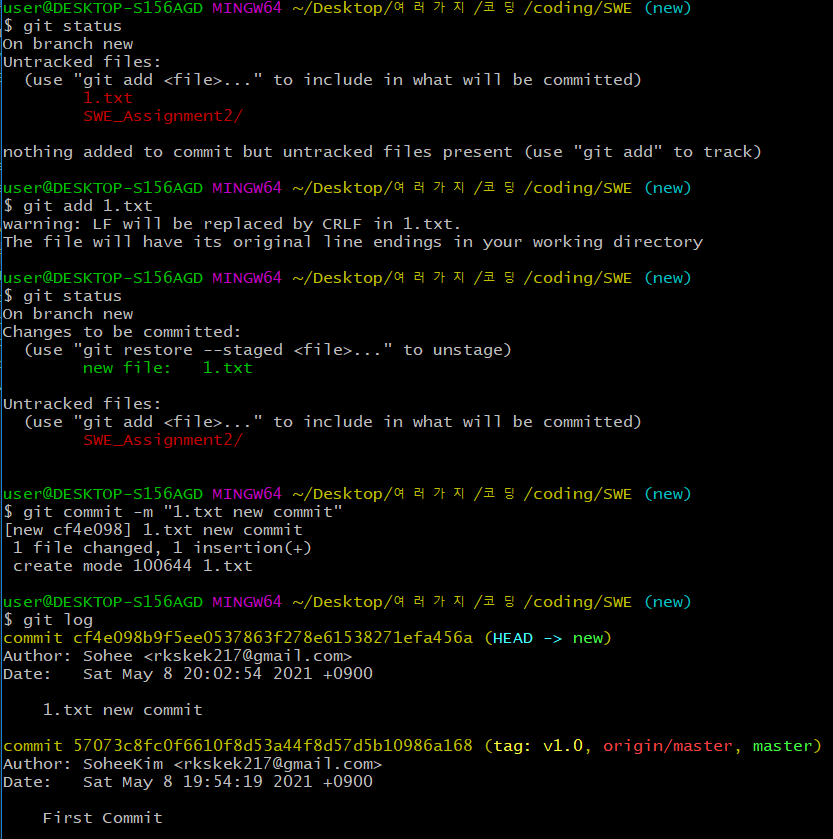 user@DESKTOP-S156AGD MINGW64 ~/Desktop/여러가지/코딩/coding/SWE (new)
$ git status
On branch new
Untracked files:
  (use "git add <file>..." to include in what will be committed)
        1.txt
        SWE_Assignment2/

nothing added to commit but untracked files present (use "git add" to track)

user@DESKTOP-S156AGD MINGW64 ~/Desktop/여러가지/코딩/coding/SWE (new)
$ git add 1.txt
warning: LF will be replaced by CRLF in 1.txt.
The file will have its original line endings in your working directory

user@DESKTOP-S156AGD MINGW64 ~/Desktop/여러가지/코딩/coding/SWE (new)
$ git status
On branch new
Changes to be committed:
  (use "git restore --staged <file>..." to unstage)
        new file:   1.txt

Untracked files:
  (use "git add <file>..." to include in what will be committed)
        SWE_Assignment2/

user@DESKTOP-S156AGD MINGW64 ~/Desktop/여러가지/코딩/coding/SWE (new)
$ git commit -m "1.txt new commit"
[new cf4e098] 1.txt new commit
 1 file changed, 1 insertion(+)
 create mode 100644 1.txt

user@DESKTOP-S156AGD MINGW64 ~/Desktop/여러가지/코딩/coding/SWE (new)
$ git log
commit cf4e098b9f5ee0537863f278e61538271efa456a (HEAD -> new)
Author: Sohee <rkskek217@gmail.com>
Date:   Sat May 8 20:02:54 2021 +0900

    1.txt new commit

commit 57073c8fc0f6610f8d53a44f8d57d5b10986a168 (tag: v1.0, origin/master, master)
Author: SoheeKim <rkskek217@gmail.com>
Date:   Sat May 8 19:54:19 2021 +0900

    First Commit